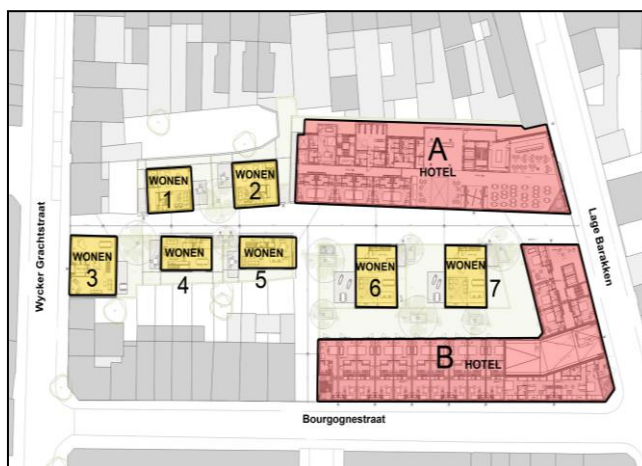 A
HOTEL
WONEN
1
WONEN
2
WONEN
3
WONEN
4
WONEN
5
WONEN
6
WONEN
7
B HOTEL
Wycker Grachtstraat
Lage Barakken
Bourgognestraat